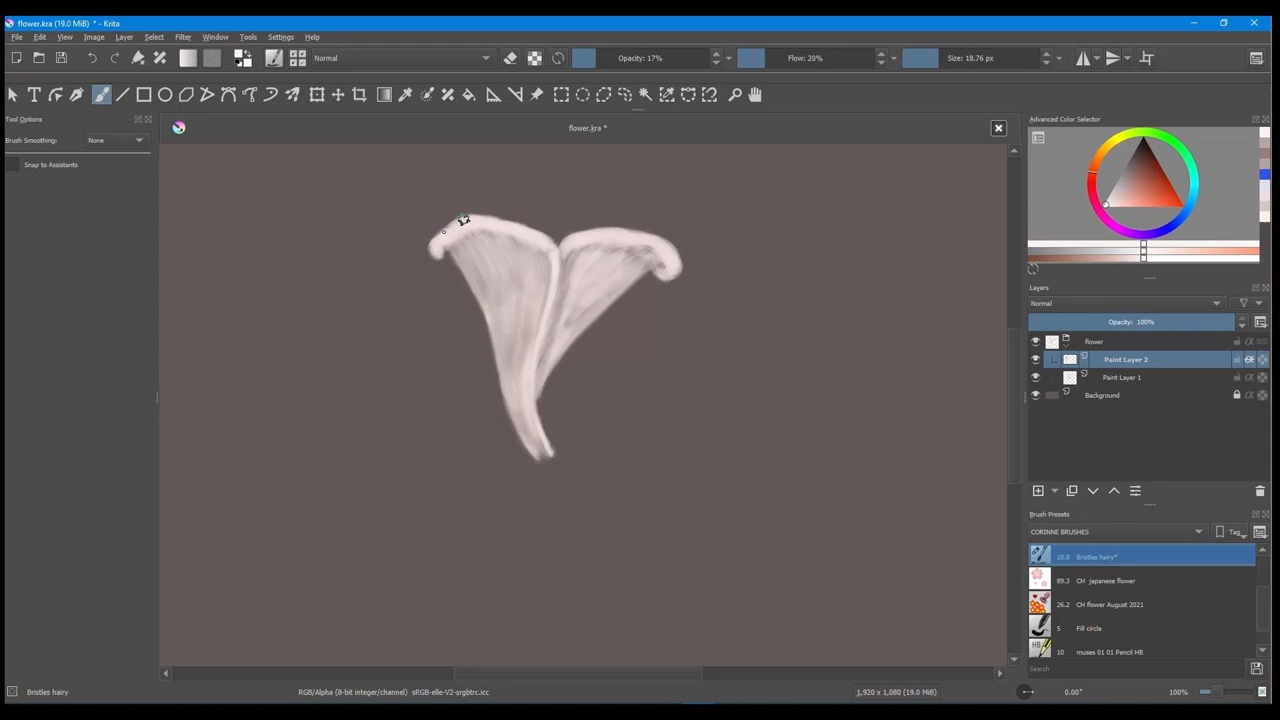 flower.kra (19.0 MiB) * - Krita
File Edit View Image Layer Select Filter Tools Settings Window Help
Normal Opacity: 17% Flow: 20% Size: 18.76 px
Tool Options
Brush Smoothing: None
Snap to Assistants
flower.kra *
Advanced Color Selector
Layers
Normal
Opacity: 100%
flower
Paint Layer 2
Paint Layer 1
Background
Brush Presets
CORINNE BRUSHES Tag
18.8 Bristles hairy*
89.3 CH japanese flower
26.2 CH flower August 2021
5 Fill circle
HB 10 muses 01 01 Pencil HB
Search
Bristles hairy RGB/Alpha (8-bit integer/channel) sRGB-elle-V2-srgbtrc.icc 1,920 x 1,080 (19.0 MiB) 0.00° 100%